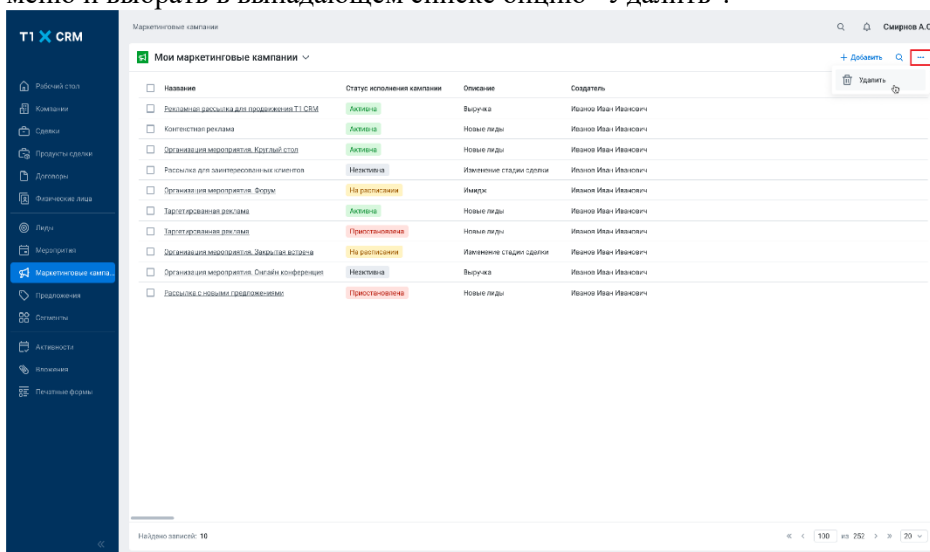 меню и выбрать в выпадающем списке опцию "Удалить".
T1 X CRM
Маркетинговые кампании
Смирнов А.С
Мои маркетинговые кампании
+ Добавить
Удалить
Рабочий стол
Компании
Сделки
Продукты сделки
Договоры
Физические лица
Лиды
Мероприятия
Маркетинговые кампа...
Предложения
Сегменты
Активности
Вложения
Печатные формы
Название Статус исполнения кампании Описание Создатель
Рекламная рассылка для продвижения T1 CRM Активна Выручка Иванов Иван Иванович
Контекстная реклама Активна Новые лиды Иванов Иван Иванович
Организация мероприятия. Круглый стол Активна Новые лиды Иванов Иван Иванович
Рассылка для заинтересованных клиентов Неактивна Изменение стадии сделки Иванов Иван Иванович
Организация мероприятия. Форум На расписании Имидж Иванов Иван Иванович
Таргетированная реклама Активна Новые лиды Иванов Иван Иванович
Таргетированная реклама Приостановлена Новые лиды Иванов Иван Иванович
Организация мероприятия. Закрытая встреча На расписании Изменение стадии сделки Иванов Иван Иванович
Организация мероприятия. Онлайн конференция Неактивна Выручка Иванов Иван Иванович
Рассылка с новыми предложениями Приостановлена Новые лиды Иванов Иван Иванович
Найдено записей: 10
100 из 252 20